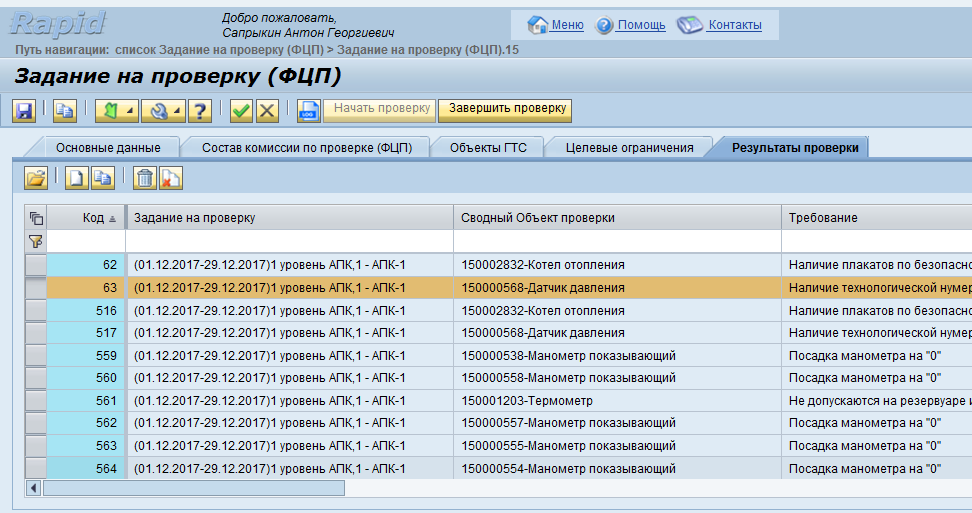 Rapid
Добро пожаловать,
Сапрыкин Антон Георгиевич
Меню Помощь Контакты
Путь навигации: список Задание на проверку (ФЦП) > Задание на проверку (ФЦП).15
Задание на проверку (ФЦП)
LOG Начать проверку Завершить проверку
Основные данные Состав комиссии по проверке (ФЦП) Объекты ГТС Целевые ограничения Результаты проверки
Код Задание на проверку Сводный Объект проверки Требование
62 (01.12.2017-29.12.2017)1 уровень АПК,1 - АПК-1 150002832-Котел отопления Наличие плакатов по безопасно
63 (01.12.2017-29.12.2017)1 уровень АПК,1 - АПК-1 150000568-Датчик давления Наличие технологической нумер
516 (01.12.2017-29.12.2017)1 уровень АПК,1 - АПК-1 150002832-Котел отопления Наличие плакатов по безопасно
517 (01.12.2017-29.12.2017)1 уровень АПК,1 - АПК-1 150000568-Датчик давления Наличие технологической нумер
559 (01.12.2017-29.12.2017)1 уровень АПК,1 - АПК-1 150000538-Манометр показывающий Посадка манометра на "0"
560 (01.12.2017-29.12.2017)1 уровень АПК,1 - АПК-1 150000558-Манометр показывающий Посадка манометра на "0"
561 (01.12.2017-29.12.2017)1 уровень АПК,1 - АПК-1 150001203-Термометр Не допускаются на резервуаре и
562 (01.12.2017-29.12.2017)1 уровень АПК,1 - АПК-1 150000557-Манометр показывающий Посадка манометра на "0"
563 (01.12.2017-29.12.2017)1 уровень АПК,1 - АПК-1 150000555-Манометр показывающий Посадка манометра на "0"
564 (01.12.2017-29.12.2017)1 уровень АПК,1 - АПК-1 150000554-Манометр показывающий Посадка манометра на "0"